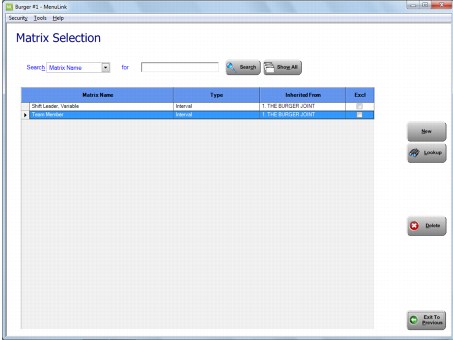 Burger #1 - MenuLink
Security Tools Help
Matrix Selection
Search Matrix Name for Search Show All
Matrix Name Type Inherited From Excl
Shift Leader, Variable Interval 1. THE BURGER JOINT
Team Member Interval 1. THE BURGER JOINT
New
Lookup
Delete
Exit To
Previous